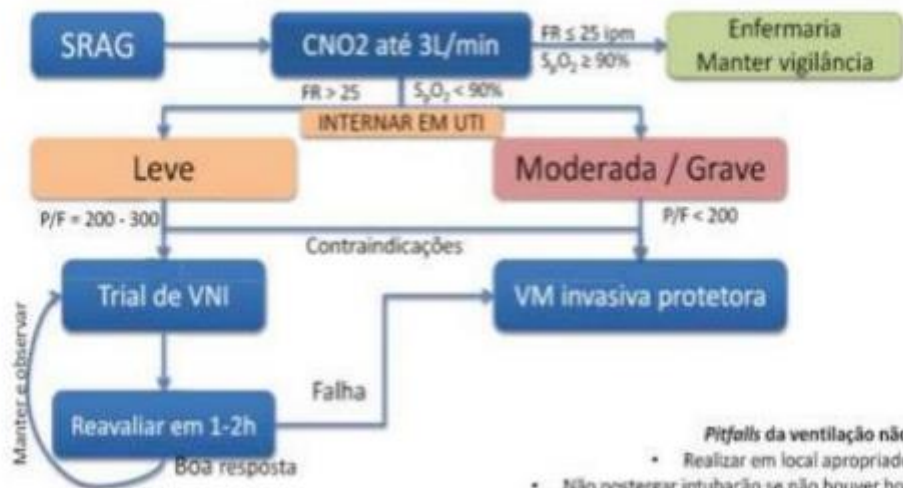 SRAG
CNO2 até 3L/min
FR ≤ 25 ipm
SpO2 ≥ 90%
Enfermaria
Manter vigilância
FR > 25
SpO2 < 90%
INTERNAR EM UTI
Leve
Moderada / Grave
P/F = 200 - 300
P/F < 200
Contraindicações
Trial de VNI
VM invasiva protetora
Manter e observar
Falha
Reavaliar em 1-2h
Boa resposta
Pitfalls da ventilação não
• Realizar em local apropriado
• Não postergar intubação se não houver